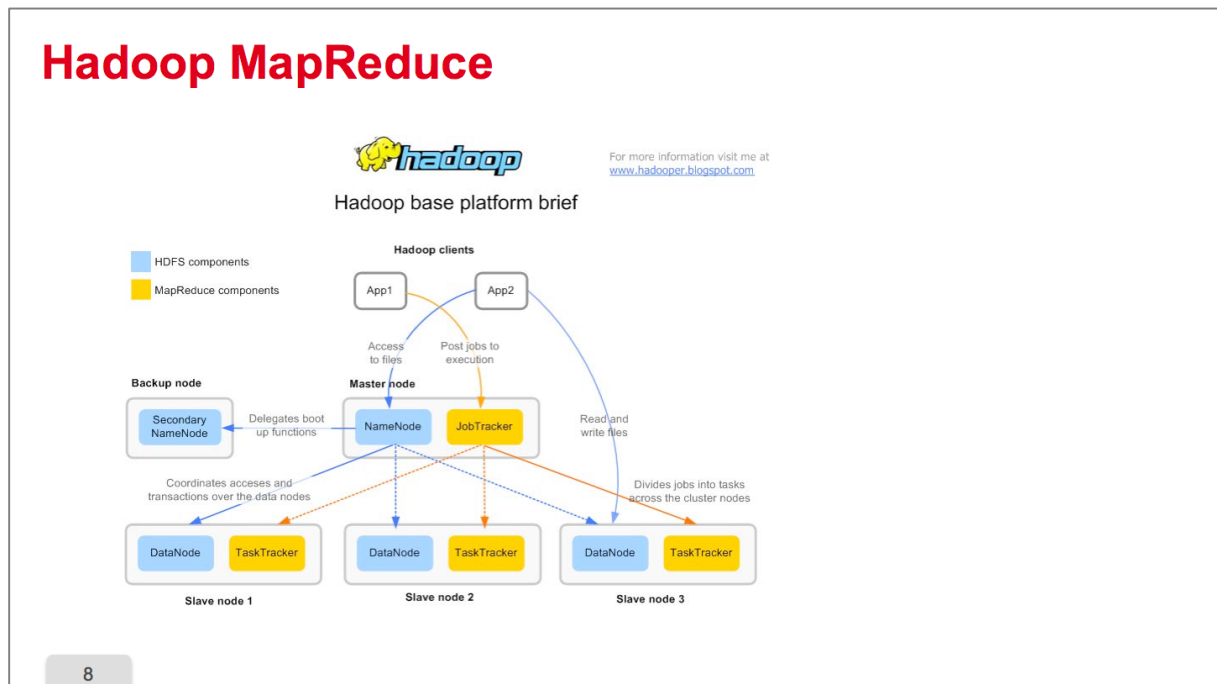 Hadoop MapReduce
hadoop
For more information visit me at
www.hadooper.blogspot.com
Hadoop base platform brief
Hadoop clients
HDFS components
MapReduce components
App1
App2
Access
to files
Post jobs to
execution
Backup node
Master node
Secondary
NameNode
Delegates boot
up functions
NameNode
JobTracker
Read and
write files
Coordinates acceses and
transactions over the data nodes
Divides jobs into tasks
across the cluster nodes
DataNode
TaskTracker
DataNode
TaskTracker
DataNode
TaskTracker
Slave node 1
Slave node 2
Slave node 3
8